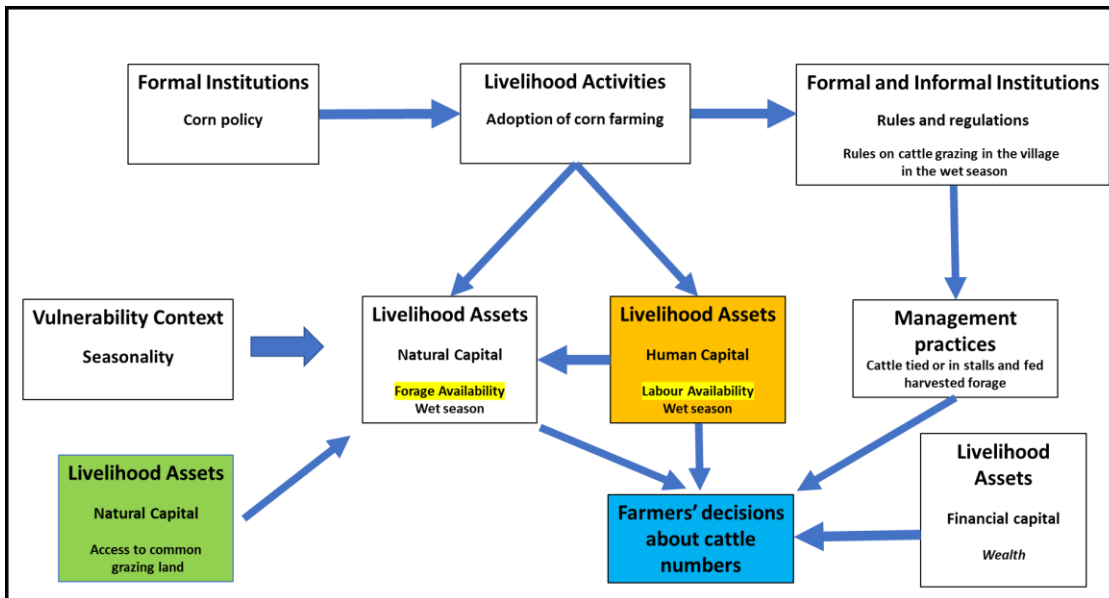 Formal Institutions
Corn policy
Livelihood Activities
Adoption of corn farming
Formal and Informal Institutions
Rules and regulations
Rules on cattle grazing in the village
in the wet season
Vulnerability Context
Seasonality
Livelihood Assets
Natural Capital
Forage Availability
Wet season
Livelihood Assets
Human Capital
Labour Availability
Wet season
Management
practices
Cattle tied or in stalls and fed
harvested forage
Livelihood Assets
Natural Capital
Access to common
grazing land
Farmers’ decisions
about cattle
numbers
Livelihood
Assets
Financial capital
Wealth